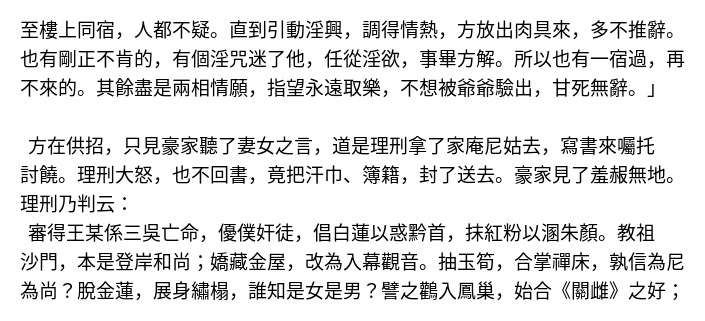 至樓上同宿，人都不疑。直到引動淫興，調得情熱，方放出肉具來，多不推辭。
也有剛正不肯的，有個淫咒迷了他，任從淫欲，事畢方解。所以也有一宿過，再
不來的。其餘盡是兩相情願，指望永遠取樂，不想被爺爺驗出，甘死無辭。」
方在供招，只見豪家聽了妻女之言，道是理刑拿了家庵尼姑去，寫書來囑托
討饒。理刑大怒，也不回書，竟把汗巾、簿籍，封了送去。豪家見了羞赧無地。
理刑乃判云：
審得王某係三吳亡命，優僕奸徒，倡白蓮以惑黔首，抹紅粉以溷朱顏。教祖
沙門，本是登岸和尚；嬌藏金屋，改為入幕觀音。抽玉筍，合掌禪床，孰信為尼
為尚？脫金蓮，展身繡榻，誰知是女是男？譬之鸛入鳳巢，始合《關雎》之好；